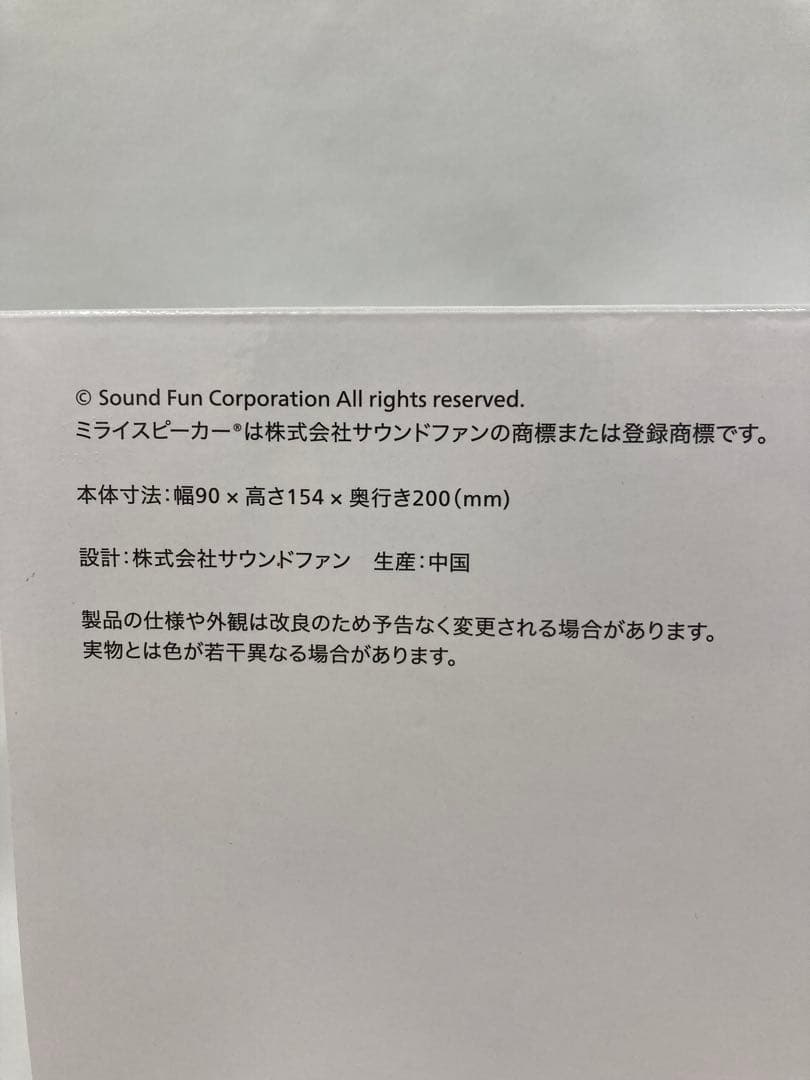 © Sound Fun Corporation All rights reserved.
ミライスピーカー®は株式会社サウンドファンの商標または登録商標です。
本体寸法：幅90 × 高さ154 × 奥行き200（mm）
設計：株式会社サウンドファン　生産：中国
製品の仕様や外観は改良のため予告なく変更される場合があります。
実物とは色が若干異なる場合があります。